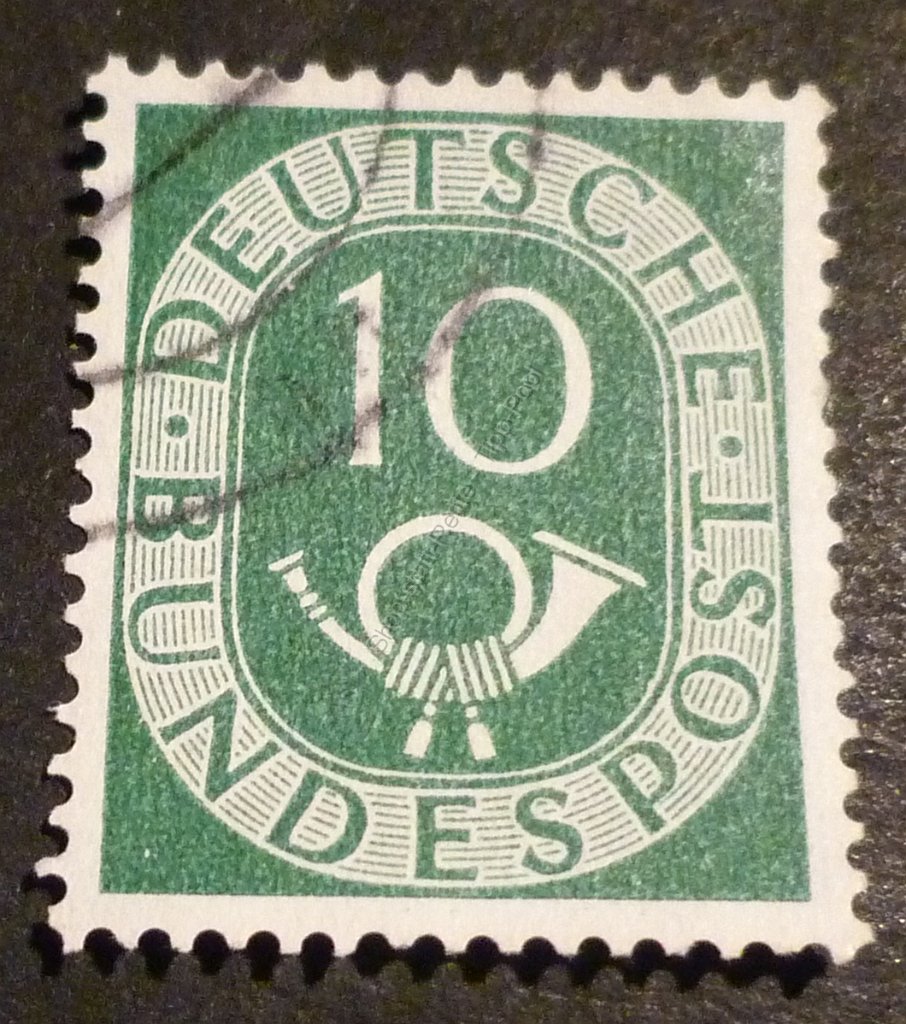 DEUTSCHE · BUNDESPOST ·
10